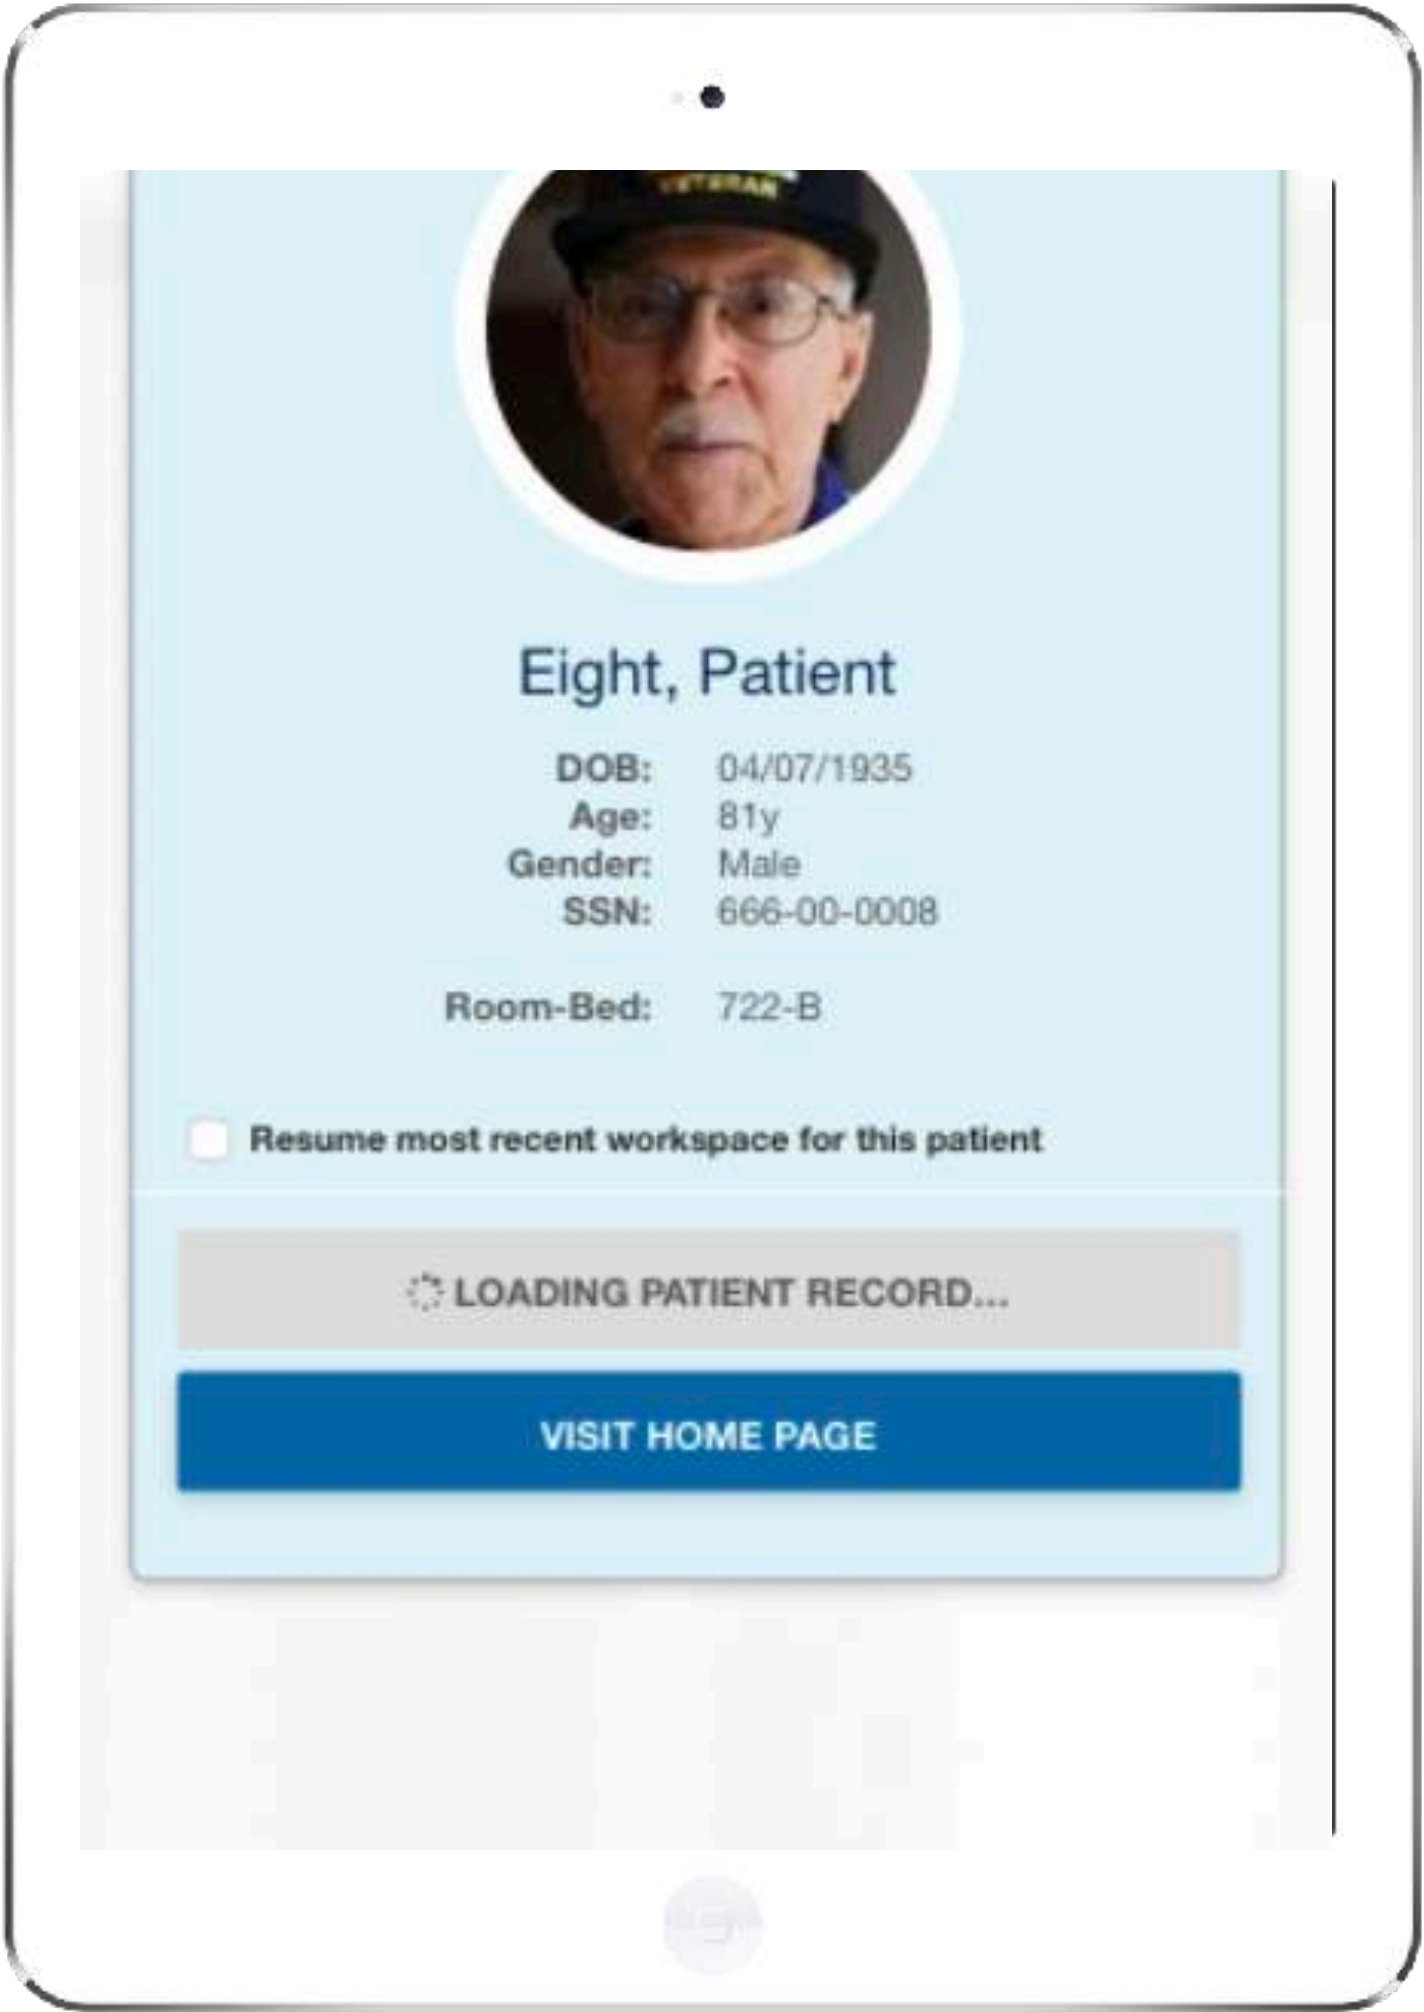 VETERAN
Eight, Patient
DOB: 04/07/1935
Age: 81y
Gender: Male
SSN: 666-00-0008
Room-Bed: 722-B
Resume most recent workspace for this patient
LOADING PATIENT RECORD...
VISIT HOME PAGE